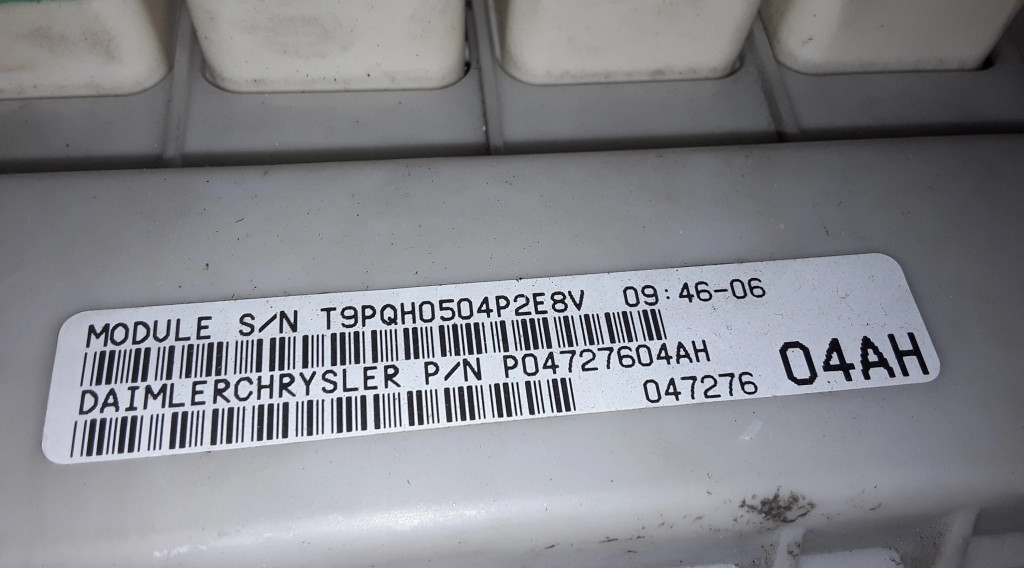 MODULE S/N T9PQH0504P2E8V 09:46-06
DAIMLERCHRYSLER P/N P04727604AH
047276 04AH